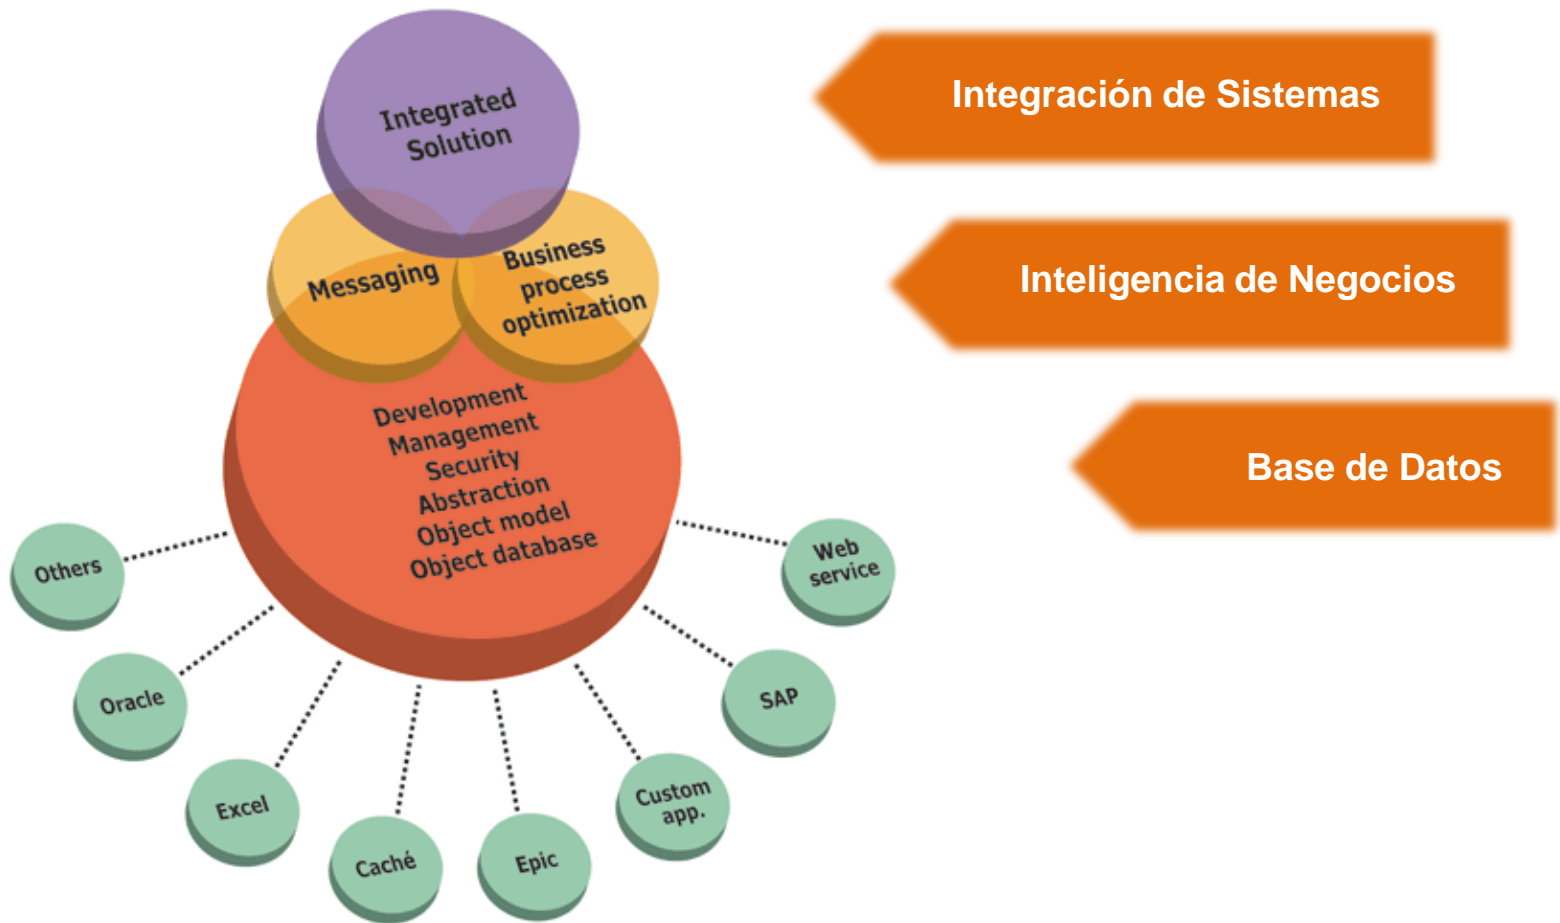 Integrated
Solution
Integración de Sistemas
Messaging
Business
process
optimization
Inteligencia de Negocios
Development
Management
Security
Abstraction
Object model
Object database
Base de Datos
Others
Oracle
Excel
Caché
Epic
Custom
app.
SAP
Web
service